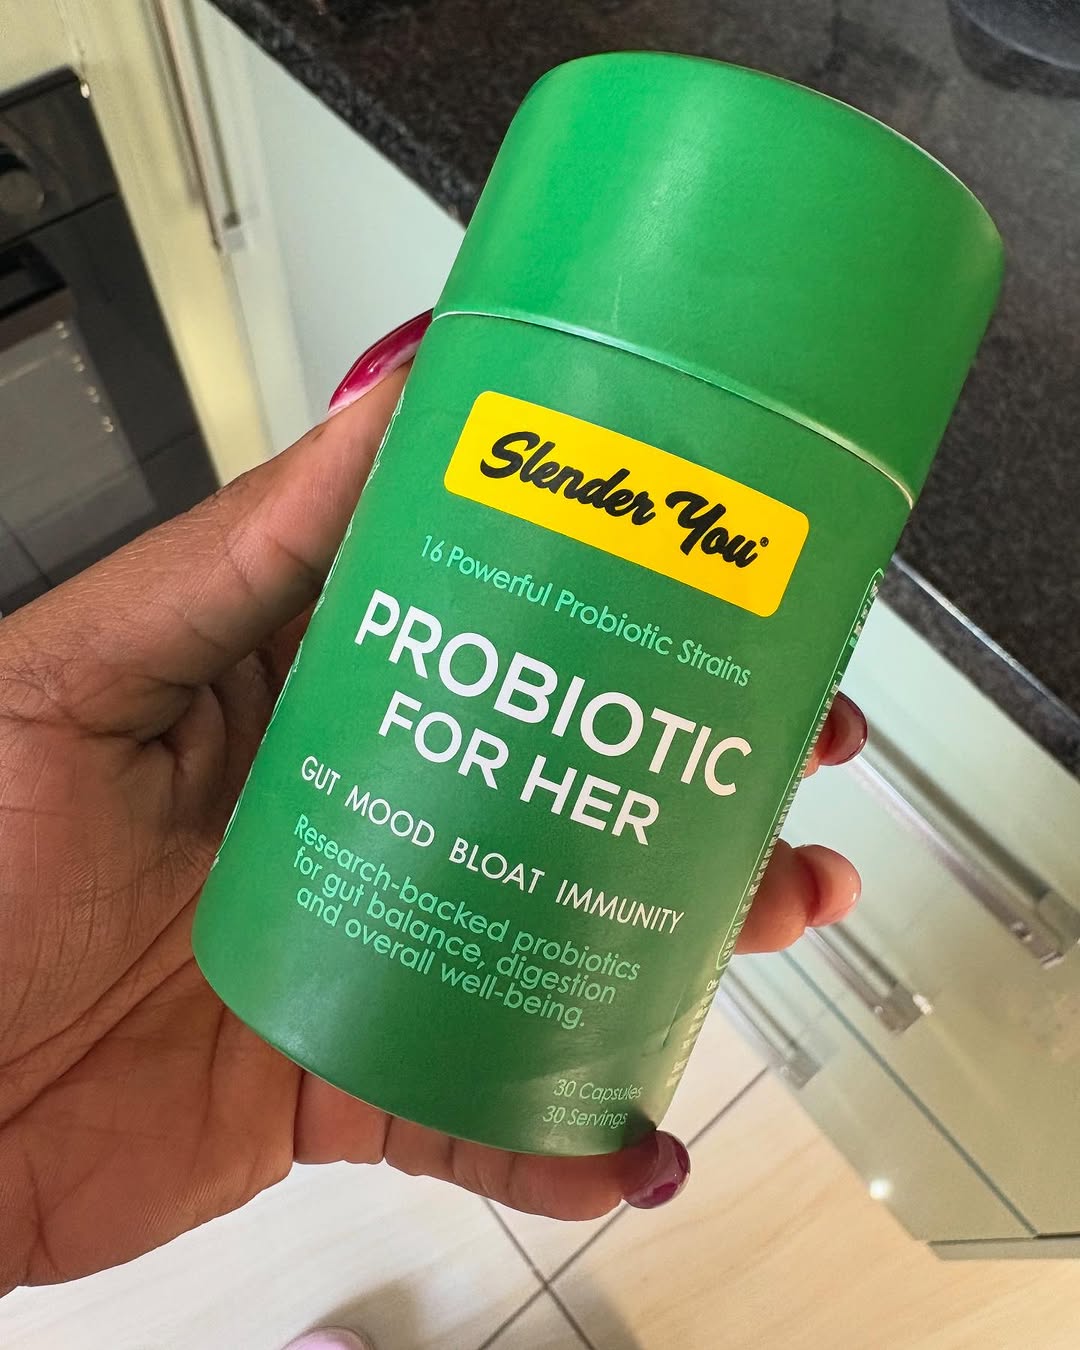 Slender You®
16 Powerful Probiotic Strains
PROBIOTIC
FOR HER
GUT MOOD BLOAT IMMUNITY
Research-backed probiotics
for gut balance, digestion
and overall well-being.
30 Capsules
30 Servings